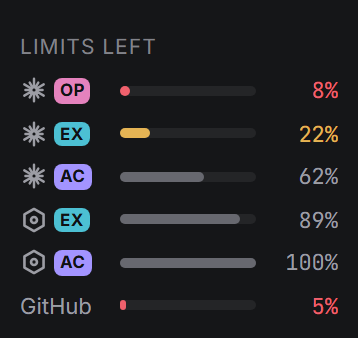 LIMITS LEFT
OP 8%
EX 22%
AC 62%
EX 89%
AC 100%
GitHub 5%